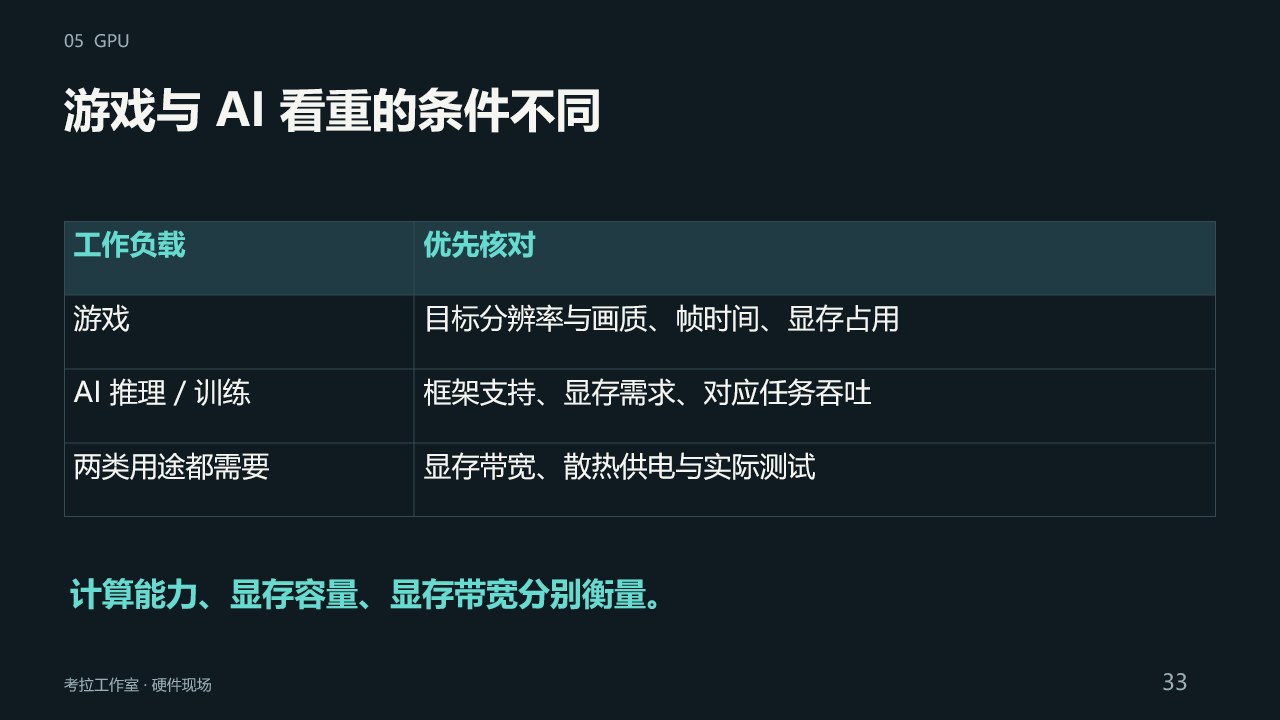 05 GPU
游戏与 AI 看重的条件不同
工作负载 优先核对
游戏 目标分辨率与画质、帧时间、显存占用
AI 推理 / 训练 框架支持、显存需求、对应任务吞吐
两类用途都需要 显存带宽、散热供电与实际测试
计算能力、显存容量、显存带宽分别衡量。
考拉工作室 · 硬件现场
33